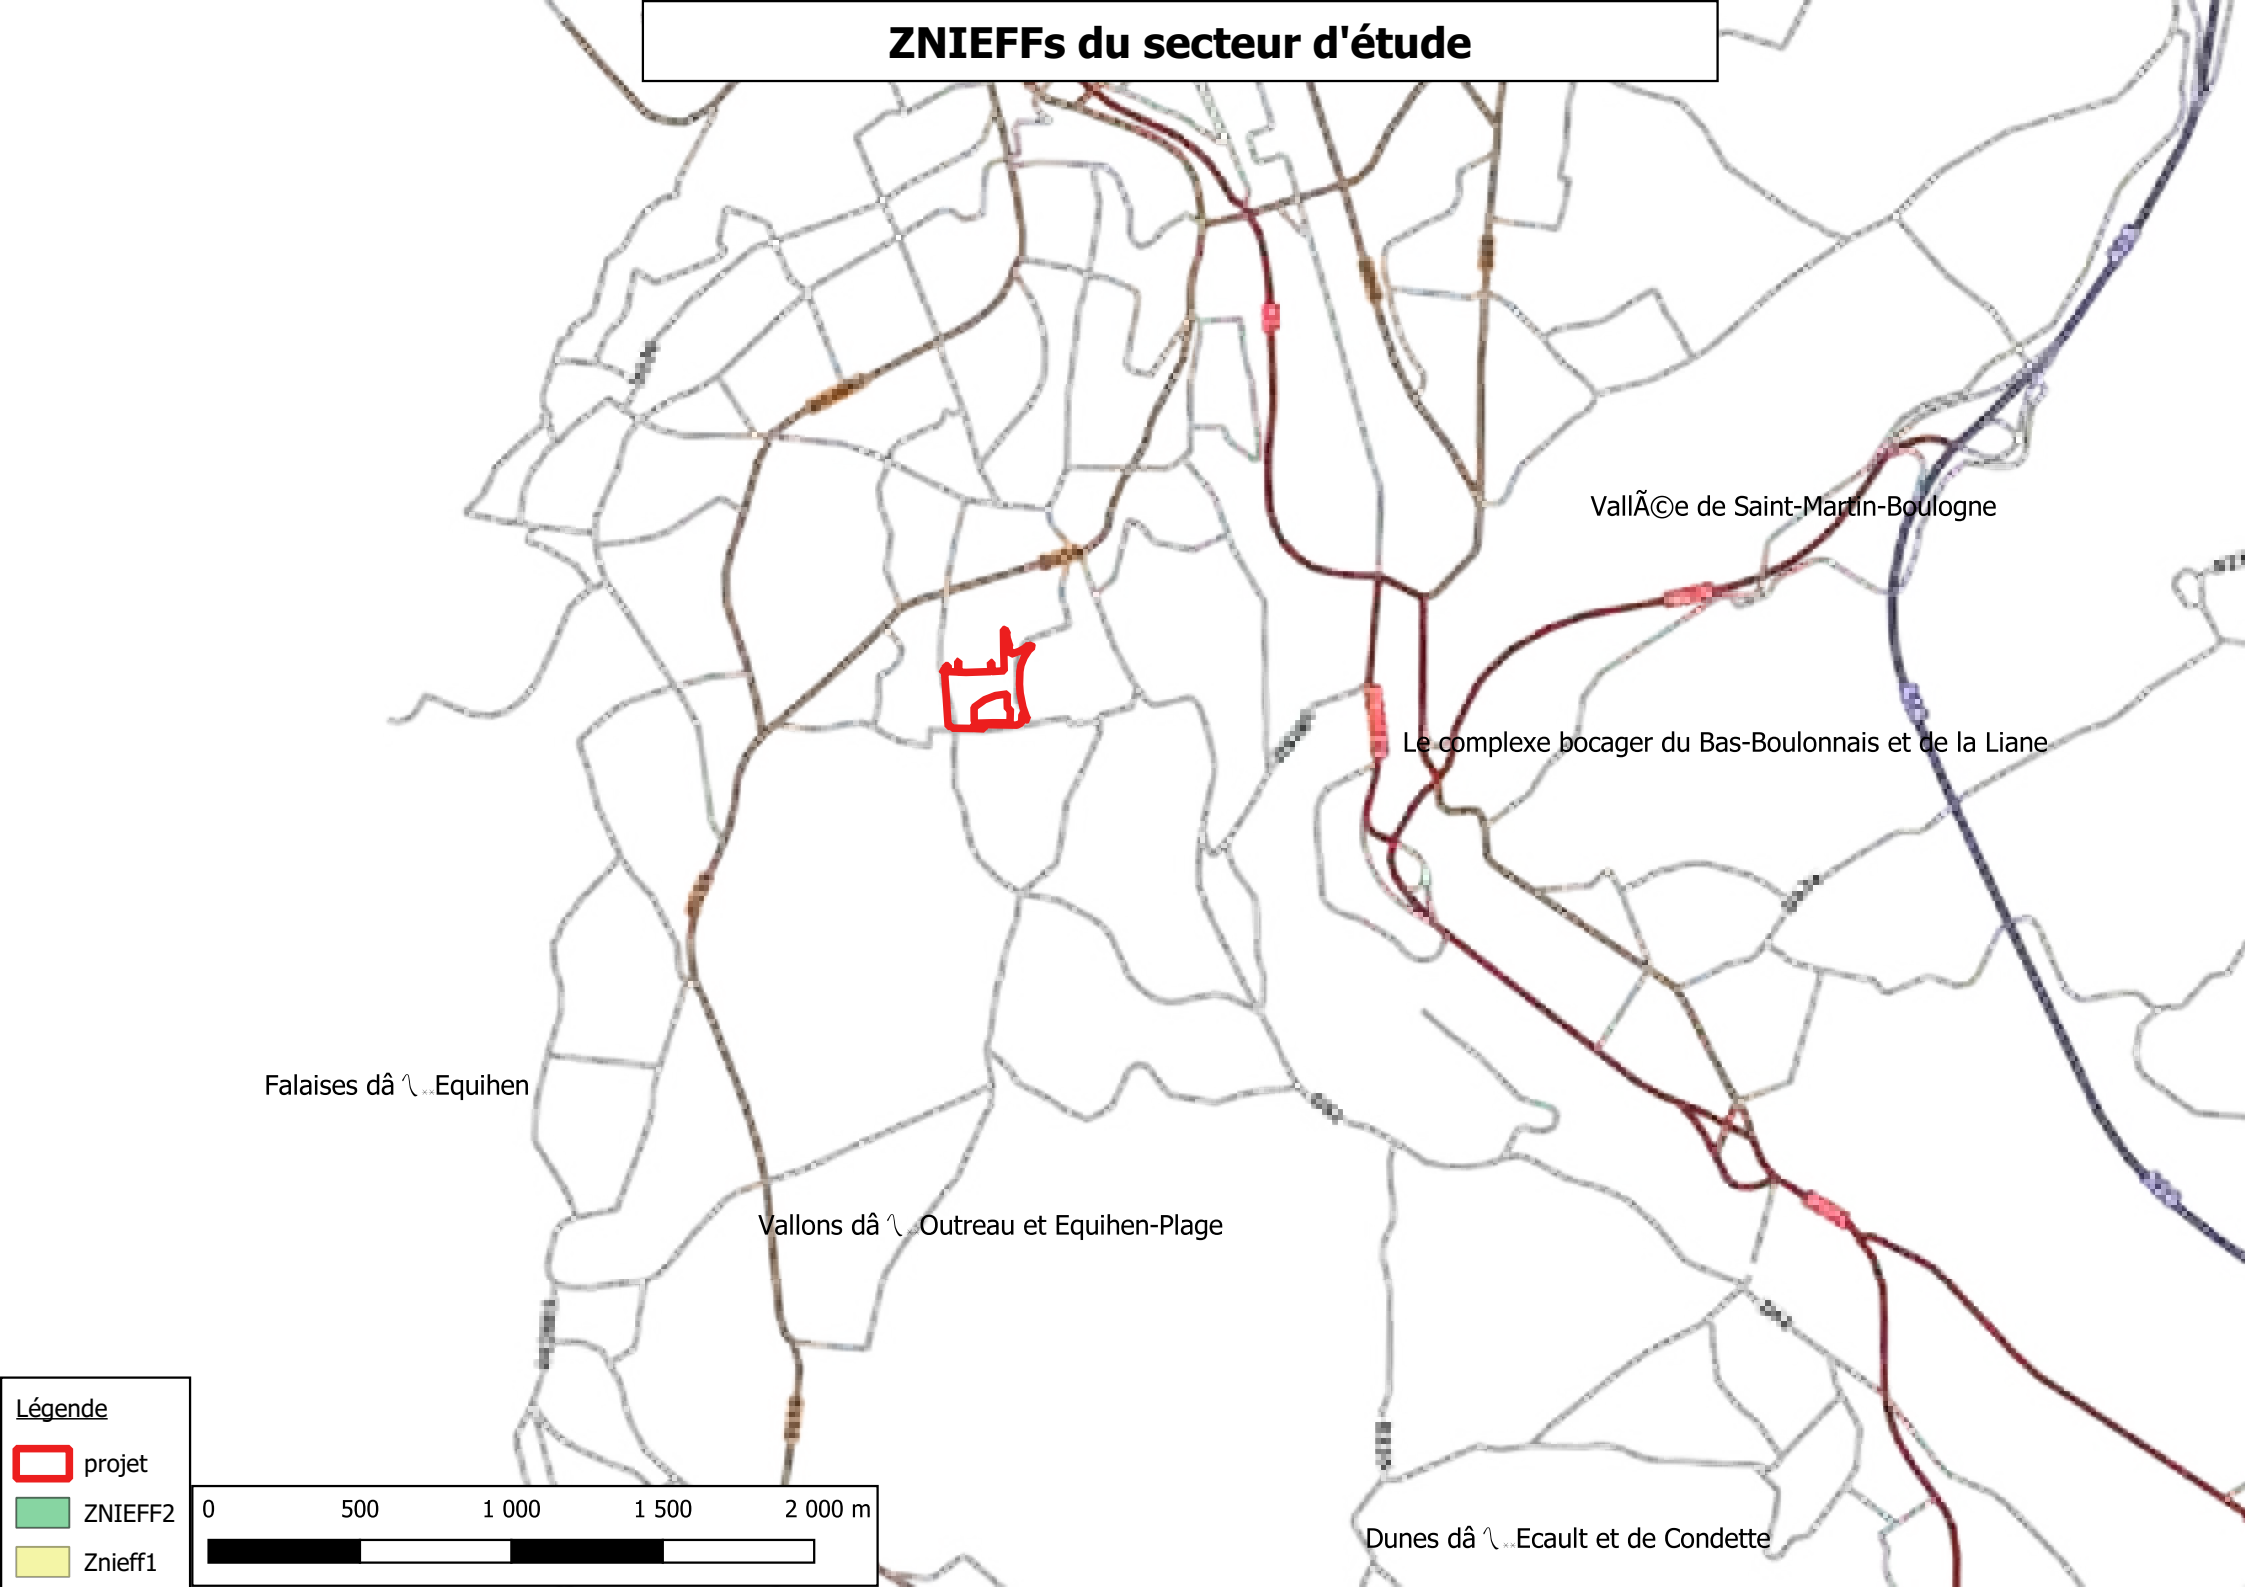 ZNIEFFs du secteur d'étude
VallÃ©e de Saint-Martin-Boulogne
Le complexe bocager du Bas-Boulonnais et de la Liane
Falaises dâ Equihen
Vallons dâ Outreau et Equihen-Plage
Dunes dâ Ecault et de Condette
Légende
projet
ZNIEFF2
Znieff1
0 500 1 000 1 500 2 000 m